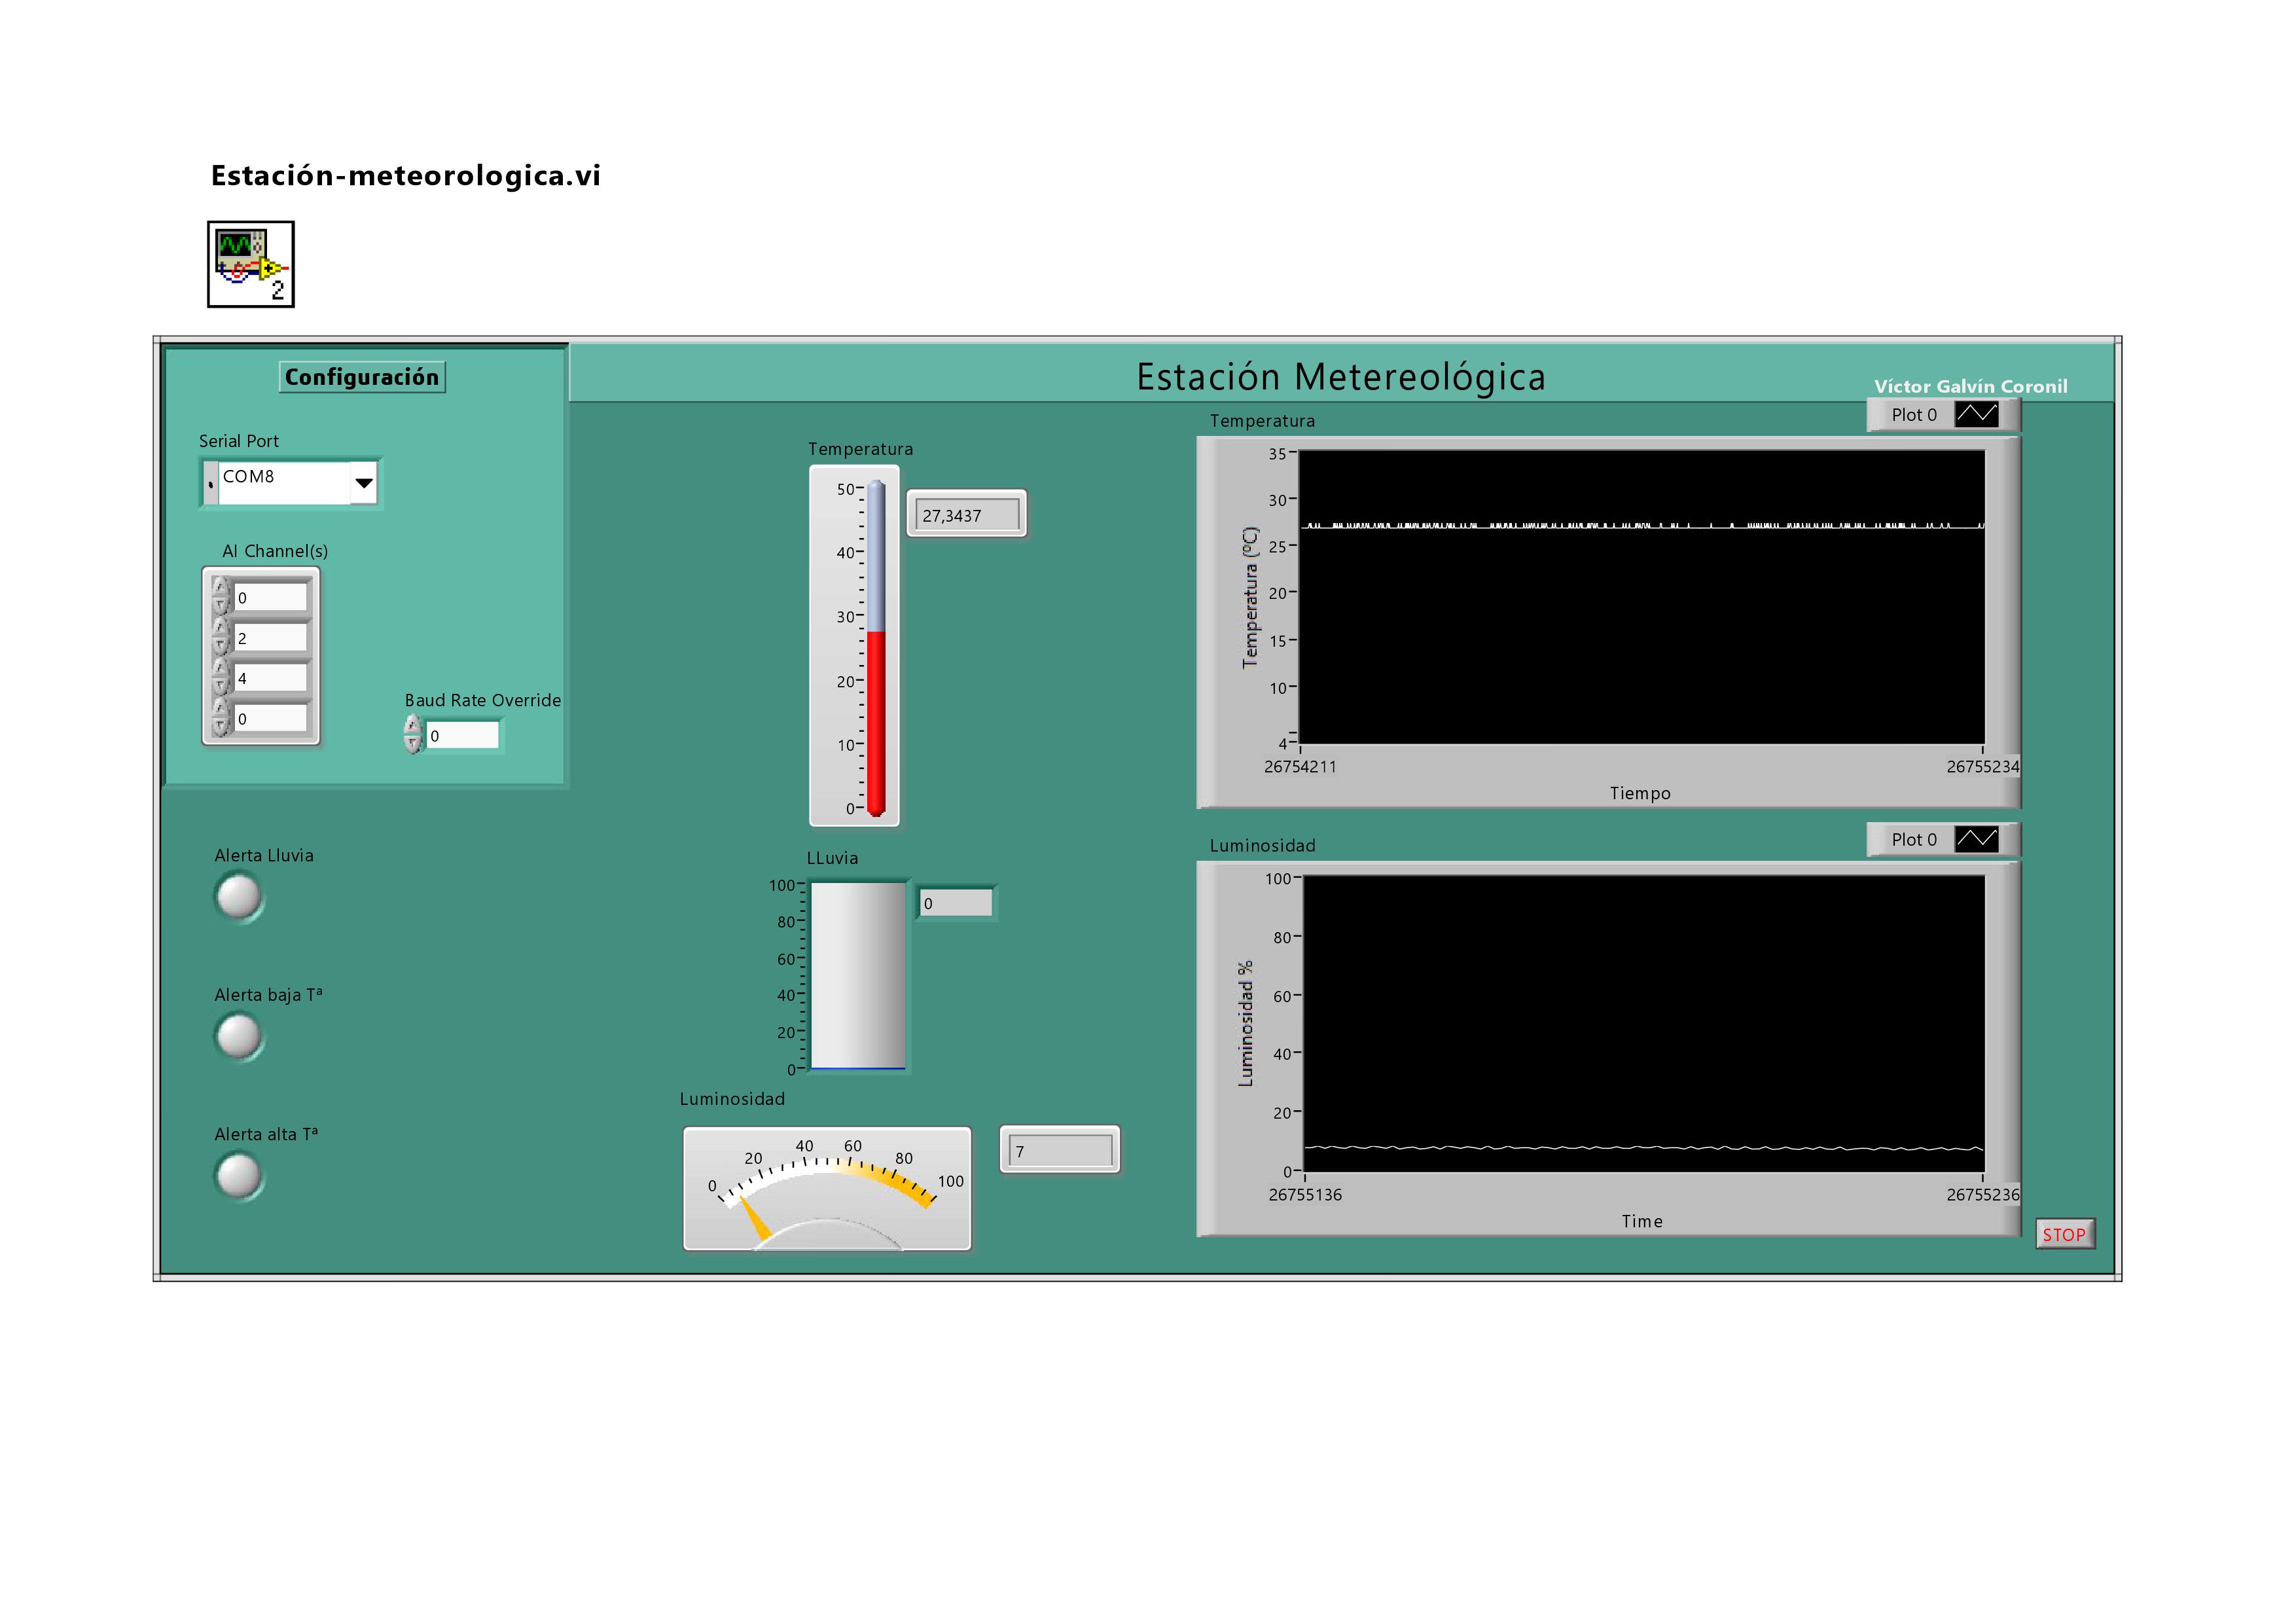 Estación-meteorologica.vi
2
Configuración
Estación Metereológica
Víctor Galvín Coronil
Serial Port
COM8
AI Channel(s)
0
2
4
0
Baud Rate Override
0
Alerta Lluvia
Alerta baja Tª
Alerta alta Tª
Temperatura
50
40
30
20
10
0
27,3437
LLuvia
100
80
60
40
20
0
0
Luminosidad
0
20
40
60
80
100
7
Temperatura
Plot 0
Temperatura (ºC)
35
30
25
20
15
10
4
26754211
26755234
Tiempo
Luminosidad
Plot 0
Luminosidad %
100
80
60
40
20
0
26755136
26755236
Time
STOP